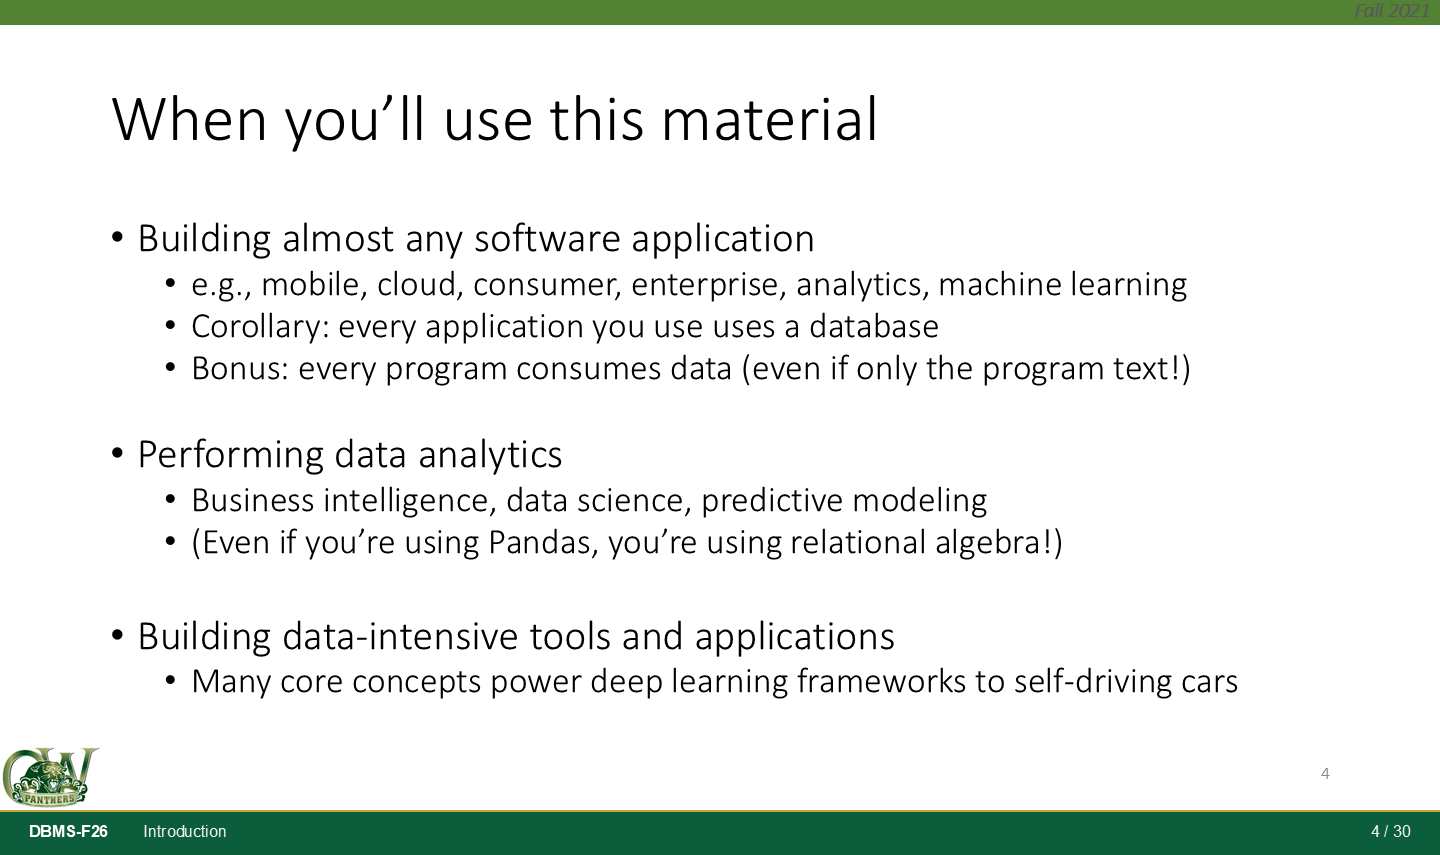 Fall 2021
When you’ll use this material
• Building almost any software application
• e.g., mobile, cloud, consumer, enterprise, analytics, machine learning
• Corollary: every application you use uses a database
• Bonus: every program consumes data (even if only the program text!)
• Performing data analytics
• Business intelligence, data science, predictive modeling
• (Even if you’re using Pandas, you’re using relational algebra!)
• Building data-intensive tools and applications
• Many core concepts power deep learning frameworks to self-driving cars
OW
PANTHERS
4
DBMS-F26 Introduction 4 / 30